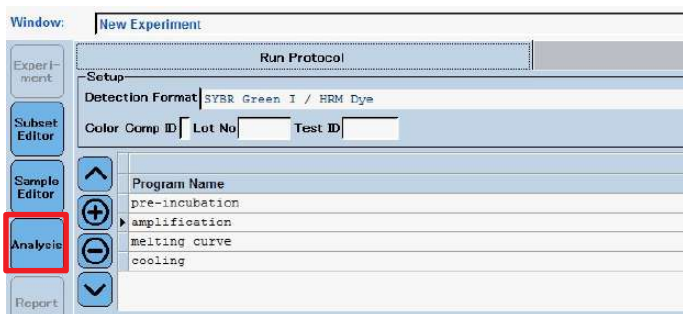 Window: New Experiment
Experi-
ment
Run Protocol
Setup
Detection Format SYBR Green I / HRM Dye
Subset
Editor
Color Comp ID Lot No Test ID
Sample
Editor
Program Name
pre-incubation
amplification
Analysis
melting curve
cooling
Report